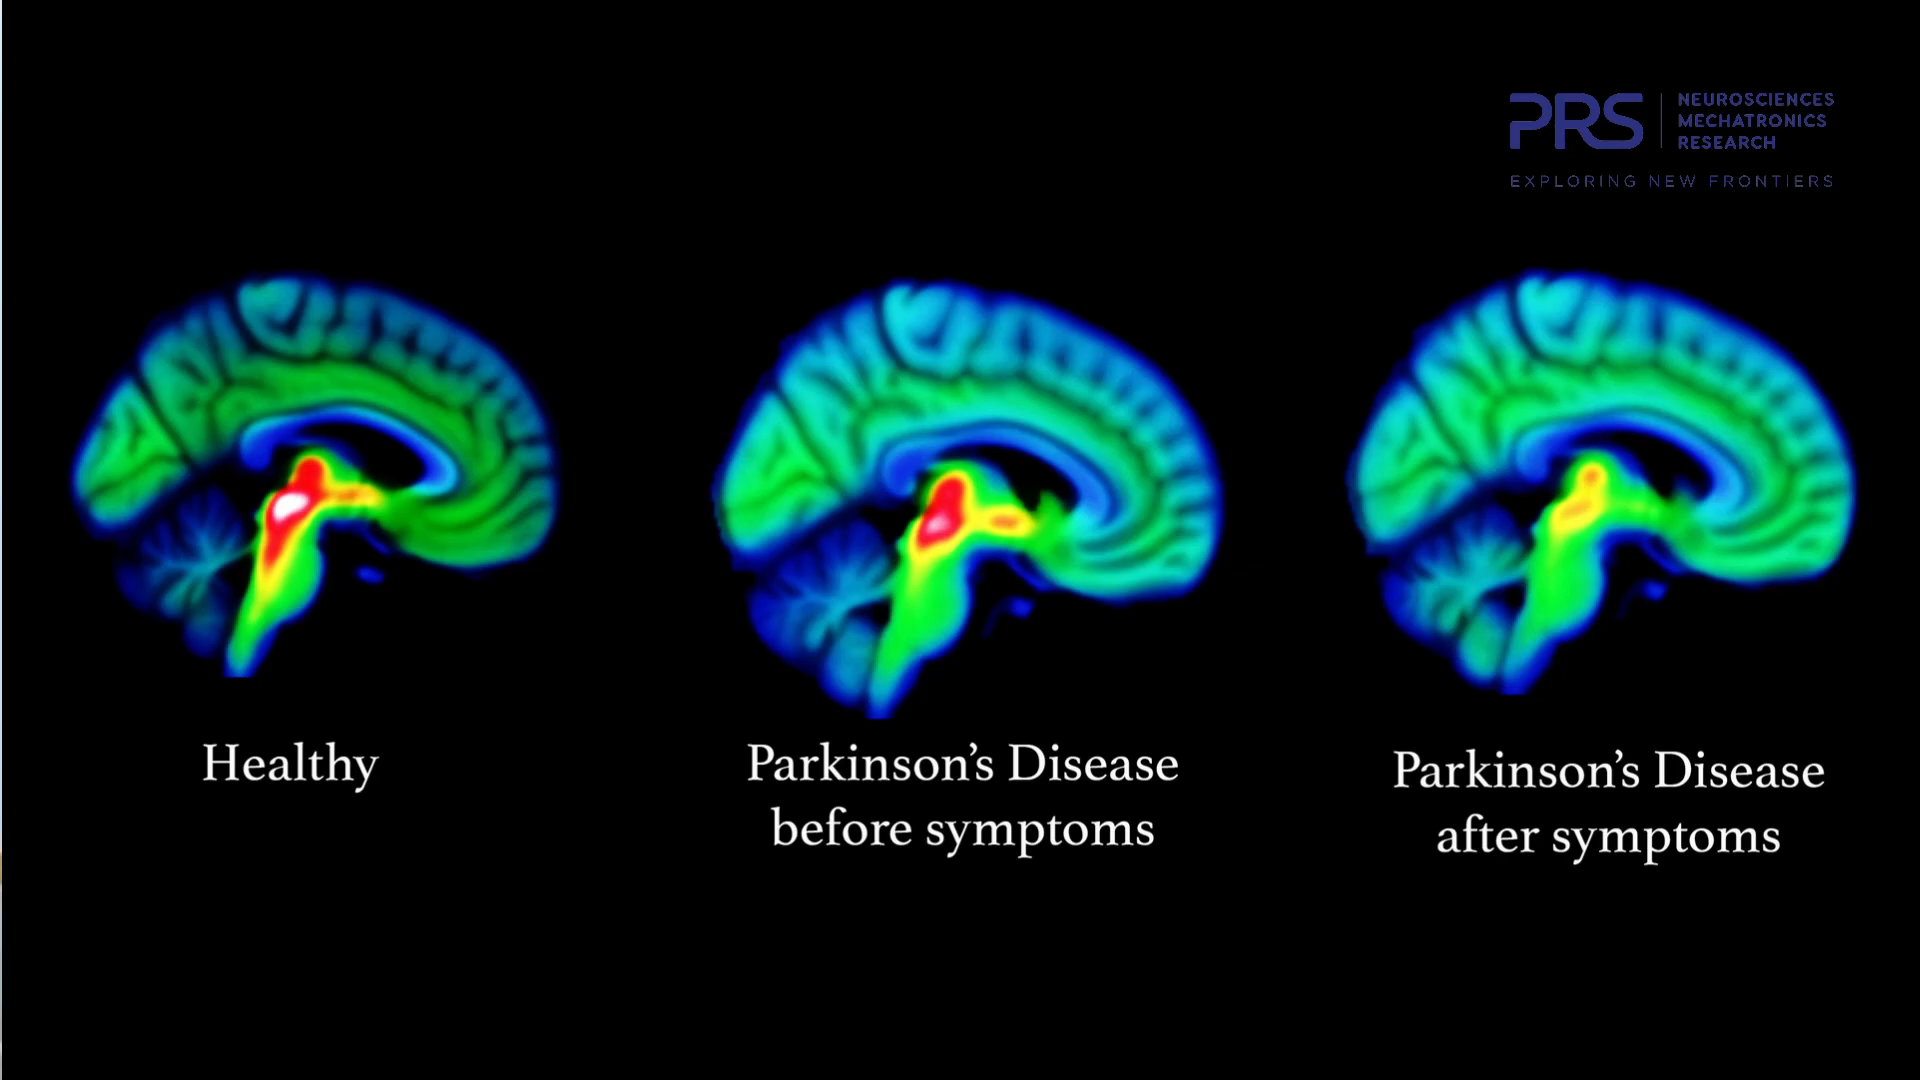 PRS
NEUROSCIENCES
MECHATRONICS
RESEARCH
EXPLORING NEW FRONTIERS
Healthy
Parkinson’s Disease
before symptoms
Parkinson’s Disease
after symptoms